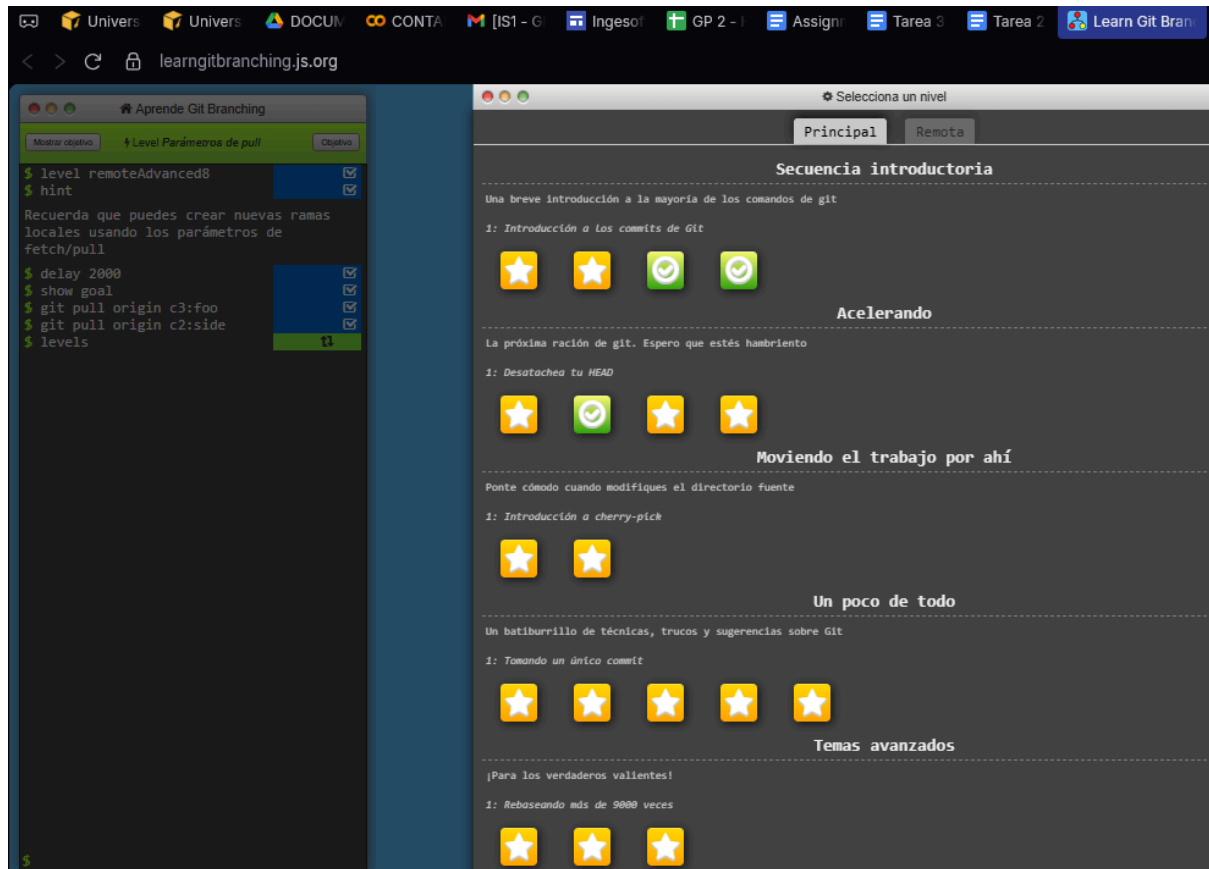 Univers Univers DOCUM CONTA [IS1 - G Ingesof GP 2 - H Assignn Tarea 3 Tarea 2 Learn Git Bran
learngitbranching.js.org
Aprende Git Branching
Mostrar objetivo Level Parámetros de pull Objetivo
$ level remoteAdvanced8
$ hint
Recuerda que puedes crear nuevas ramas
locales usando los parámetros de
fetch/pull
$ delay 2000
$ show goal
$ git pull origin c3:foo
$ git pull origin c2:side
$ levels
$
Selecciona un nivel
Principal Remota
Secuencia introductoria
Una breve introducción a la mayoría de los comandos de git
1: Introducción a los commits de Git
Acelerando
La próxima ración de git. Espero que estés hambriento
1: Desatachea tu HEAD
Moviendo el trabajo por ahí
Ponte cómodo cuando modifiques el directorio fuente
1: Introducción a cherry-pick
Un poco de todo
Un batiburrillo de técnicas, trucos y sugerencias sobre Git
1: Tomando un único commit
Temas avanzados
¡Para los verdaderos valientes!
1: Rebaseando más de 9000 veces